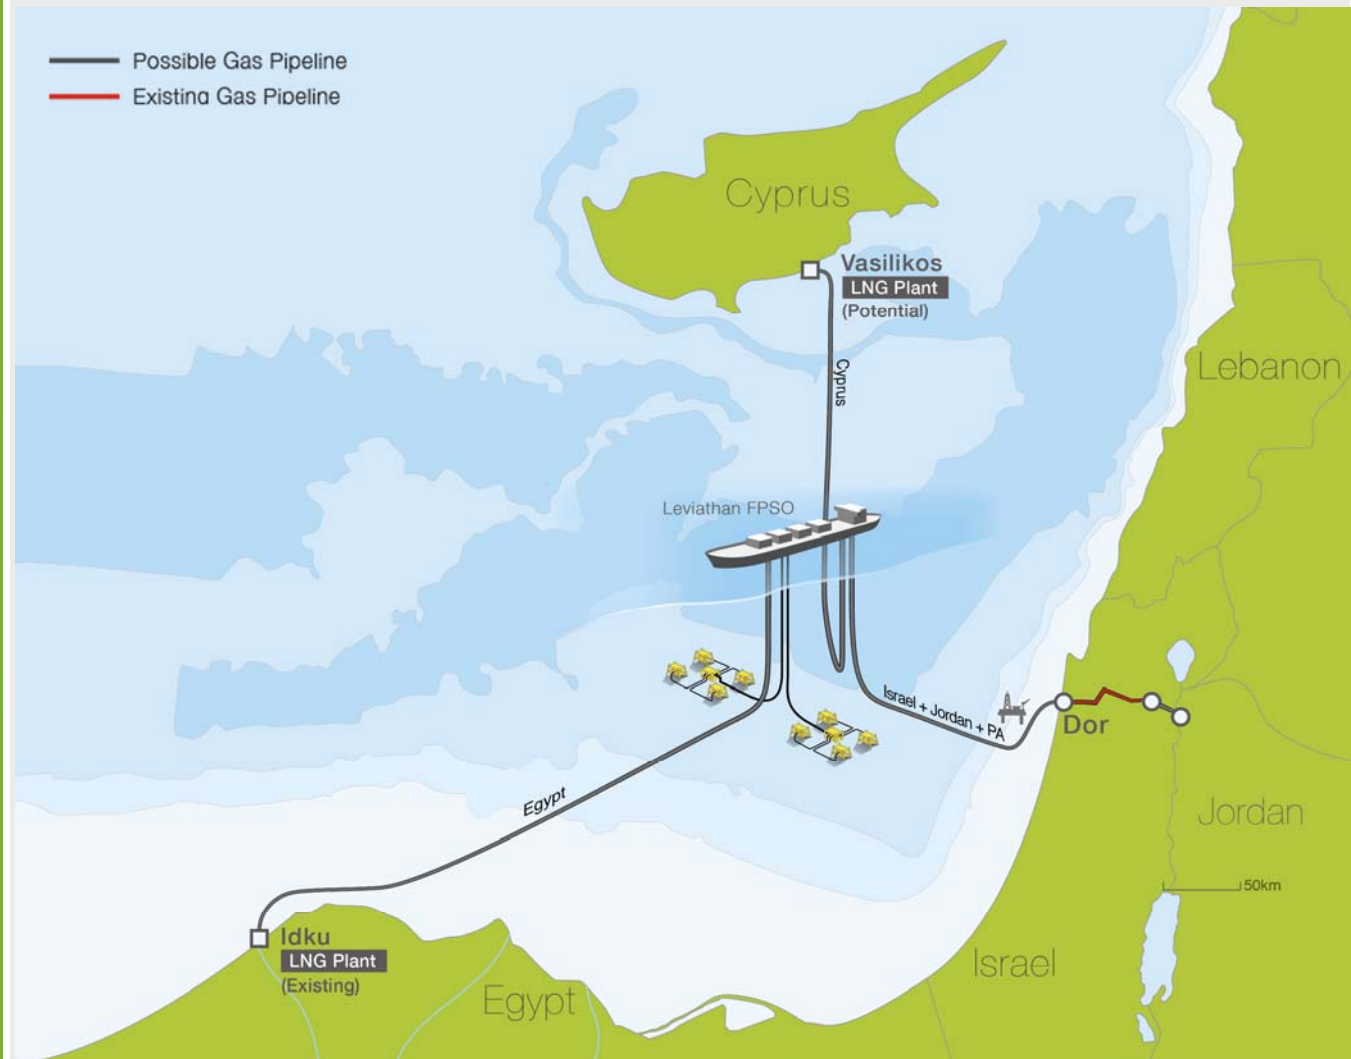 Possible Gas Pipeline
Existing Gas Pipeline
Cyprus
Vasilikos
LNG Plant
(Potential)
Lebanon
Cyprus
Leviathan FPSO
Israel + Jordan + PA
Dor
Egypt
Jordan
50km
Idku
LNG Plant
(Existing)
Israel
Egypt